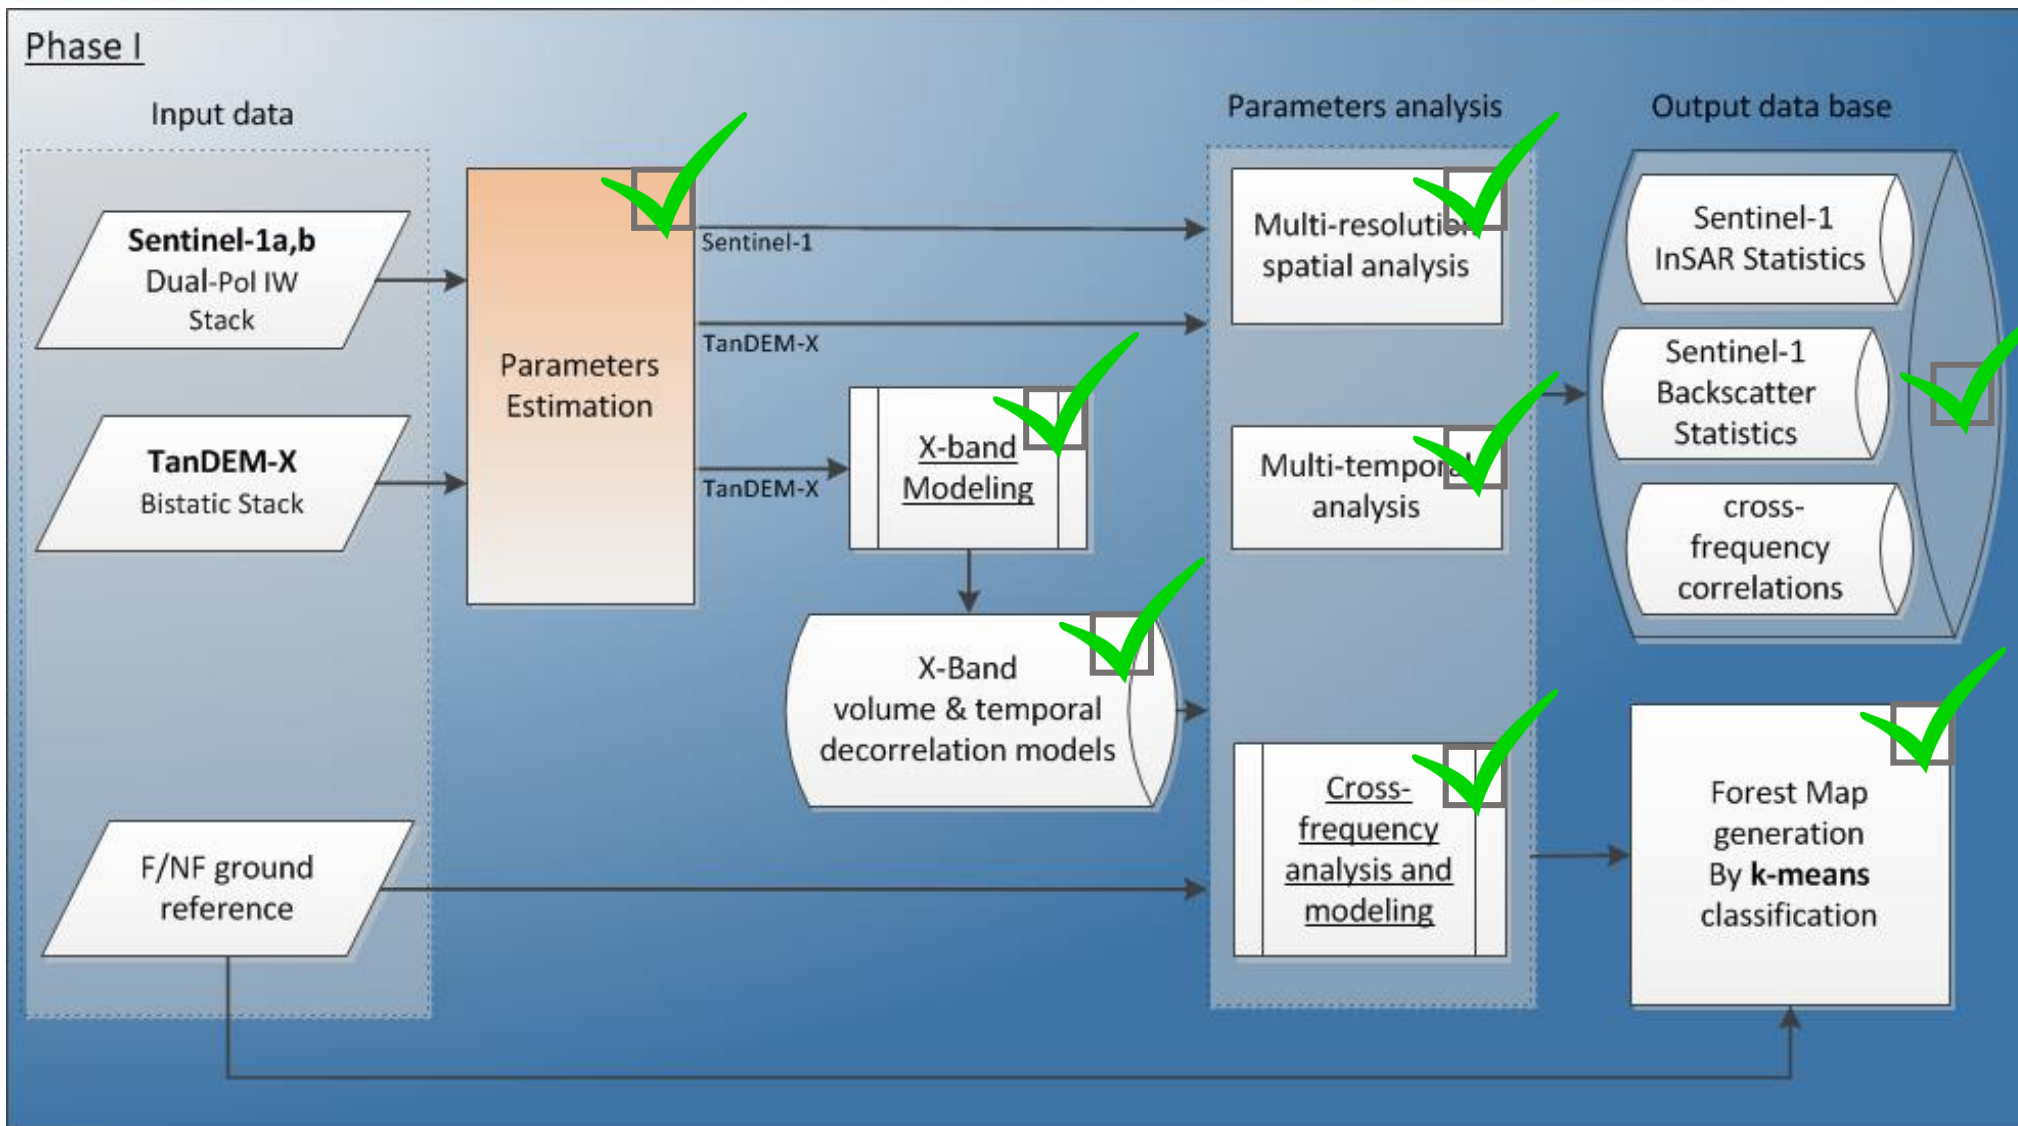 Phase I
Input data
Sentinel-1a,b
Dual-Pol IW
Stack
TanDEM-X
Bistatic Stack
F/NF ground
reference
Parameters
Estimation
Sentinel-1
TanDEM-X
TanDEM-X
X-band
Modeling
X-Band
volume & temporal
decorrelation models
Parameters analysis
Multi-resolution
spatial analysis
Multi-temporal
analysis
Cross-
frequency
analysis and
modeling
Output data base
Sentinel-1
InSAR Statistics
Sentinel-1
Backscatter
Statistics
cross-
frequency
correlations
Forest Map
generation
By k-means
classification